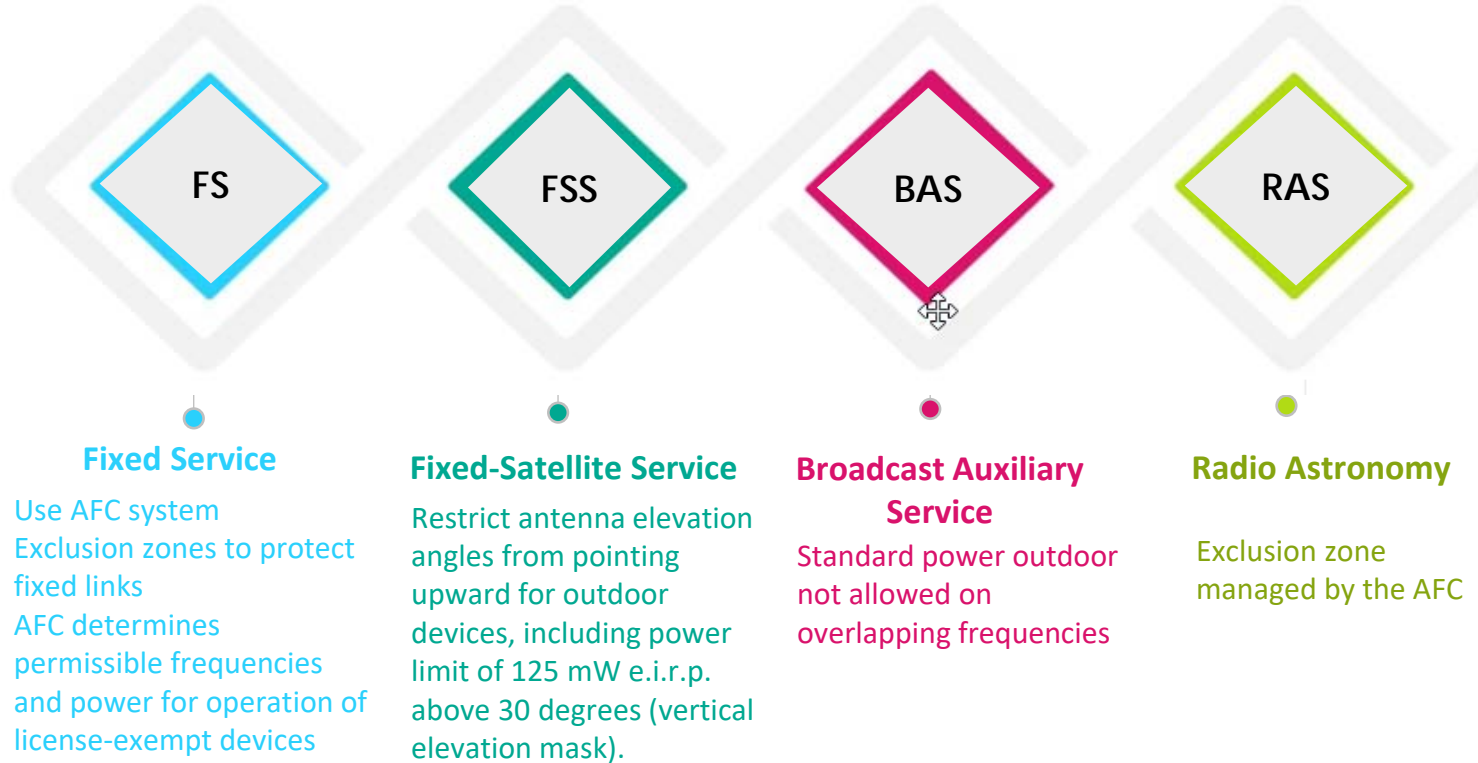 FS
FSS
BAS
RAS
Fixed Service
Use AFC system
Exclusion zones to protect
fixed links
AFC determines
permissible frequencies
and power for operation of
license-exempt devices
Fixed-Satellite Service
Restrict antenna elevation
angles from pointing
upward for outdoor
devices, including power
limit of 125 mW e.i.r.p.
above 30 degrees (vertical
elevation mask).
Broadcast Auxiliary
Service
Standard power outdoor
not allowed on
overlapping frequencies
Radio Astronomy
Exclusion zone
managed by the AFC